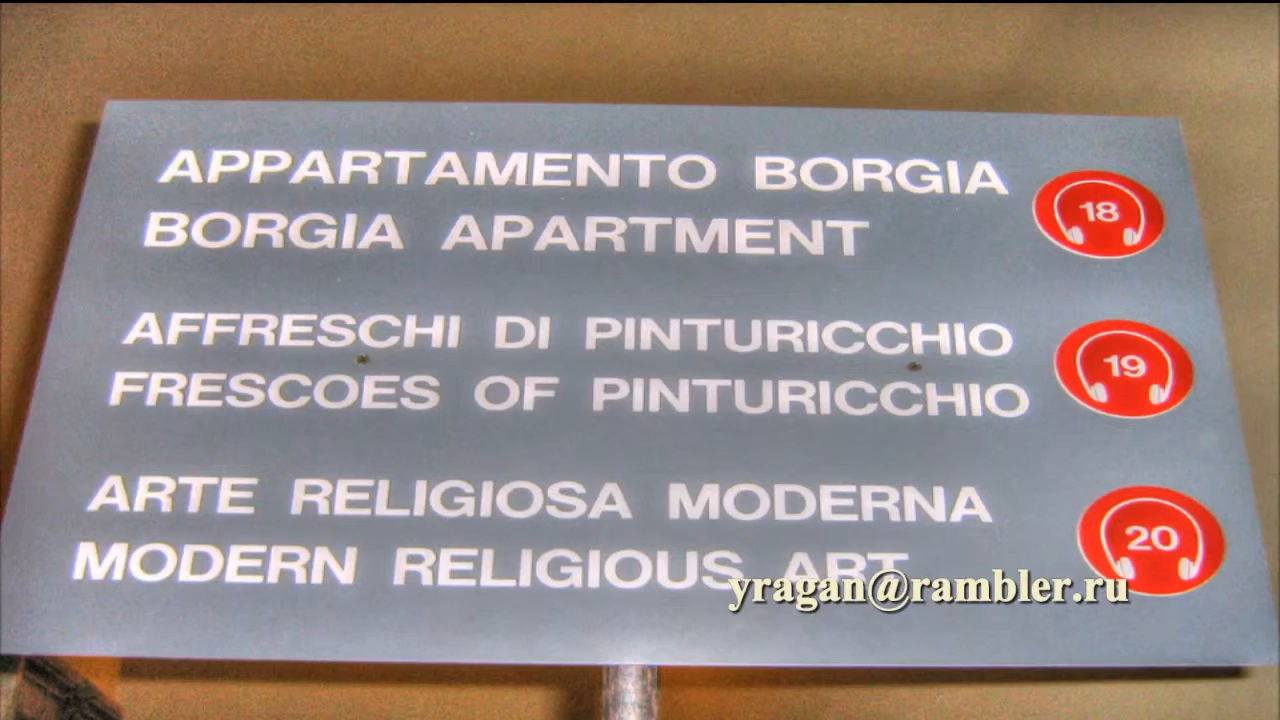 APPARTAMENTO BORGIA 18
BORGIA APARTMENT
AFFRESCHI DI PINTURICCHIO 19
FRESCOES OF PINTURICCHIO
ARTE RELIGIOSA MODERNA 20
MODERN RELIGIOUS ART
yragan@rambler.ru